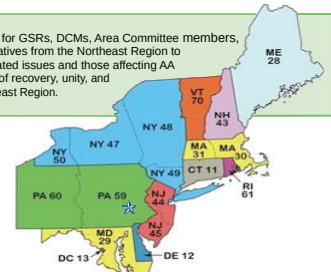 for GSRs, DCMs, Area Committee members,
atives from the Northeast Region to
ated issues and those affecting AA
of recovery, unity, and
east Region.
ME
28
VT
70
NH
43
NY 48
NY 47
NY
50
MA
31
MA
30
NY 49
CT 11
RI
61
PA 60
PA 59
NJ
44
NJ
45
MD
29
DC 13
DE 12